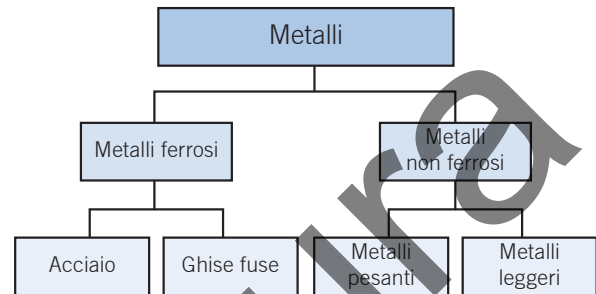 Metalli
Metalli ferrosi
Metalli
non ferrosi
Acciaio
Ghise fuse
Metalli
pesanti
Metalli
leggeri